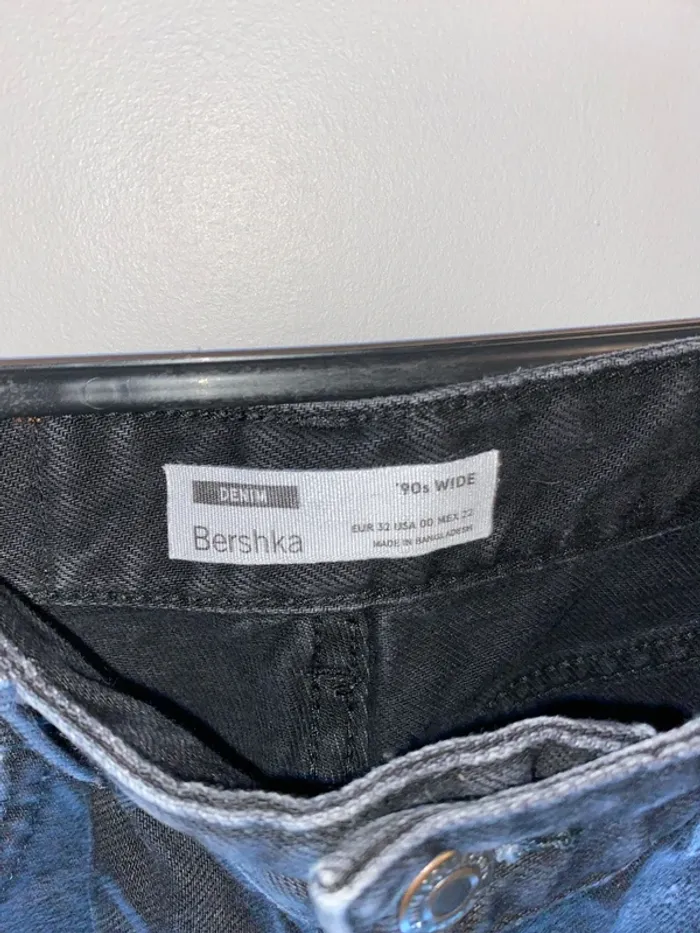 DENIM
'90s WIDE
Bershka
EUR 32 USA 00 MEX 22
MADE IN BANGLADESH